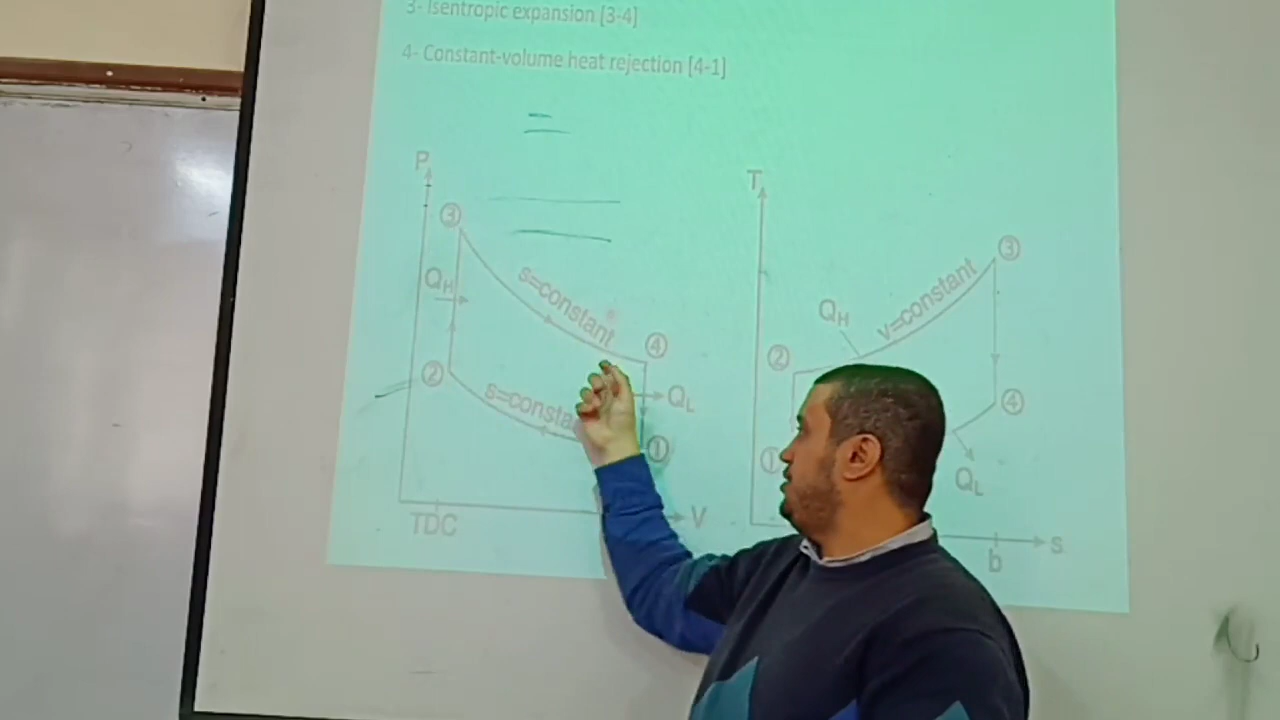 3- Isentropic expansion [3-4]
4- Constant-volume heat rejection [4-1]
P
3
QH
s=constant
4
2
QL
1
TDC
V
T
3
QH
v=constant
2
4
1
QL
s
b